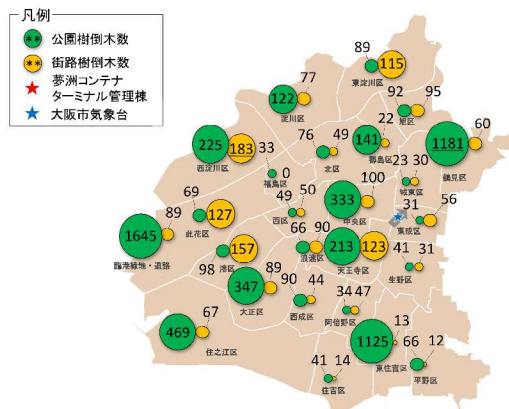 凡例
** 公園樹倒木数
** 街路樹倒木数
夢洲コンテナ
ターミナル管理棟
大阪市気象台
89 115
東淀川区
77
122
淀川区
92 95
旭区
60
1181
鶴見区
225 183
西淀川区
33 0
福島区
76 49
北区
22
141
都島区
23 30
城東区
100
333
中央区
31 56
東成区
69 127
此花区
49 50
西区
89
1645
臨港緑地・道路
98 157
港区
66 90
浪速区
213 123
天王寺区
41 31
生野区
89
347
大正区
90 44
西成区
34 47
阿倍野区
67
469
住之江区
13
1125
東住吉区
66 12
平野区
41 14
住吉区